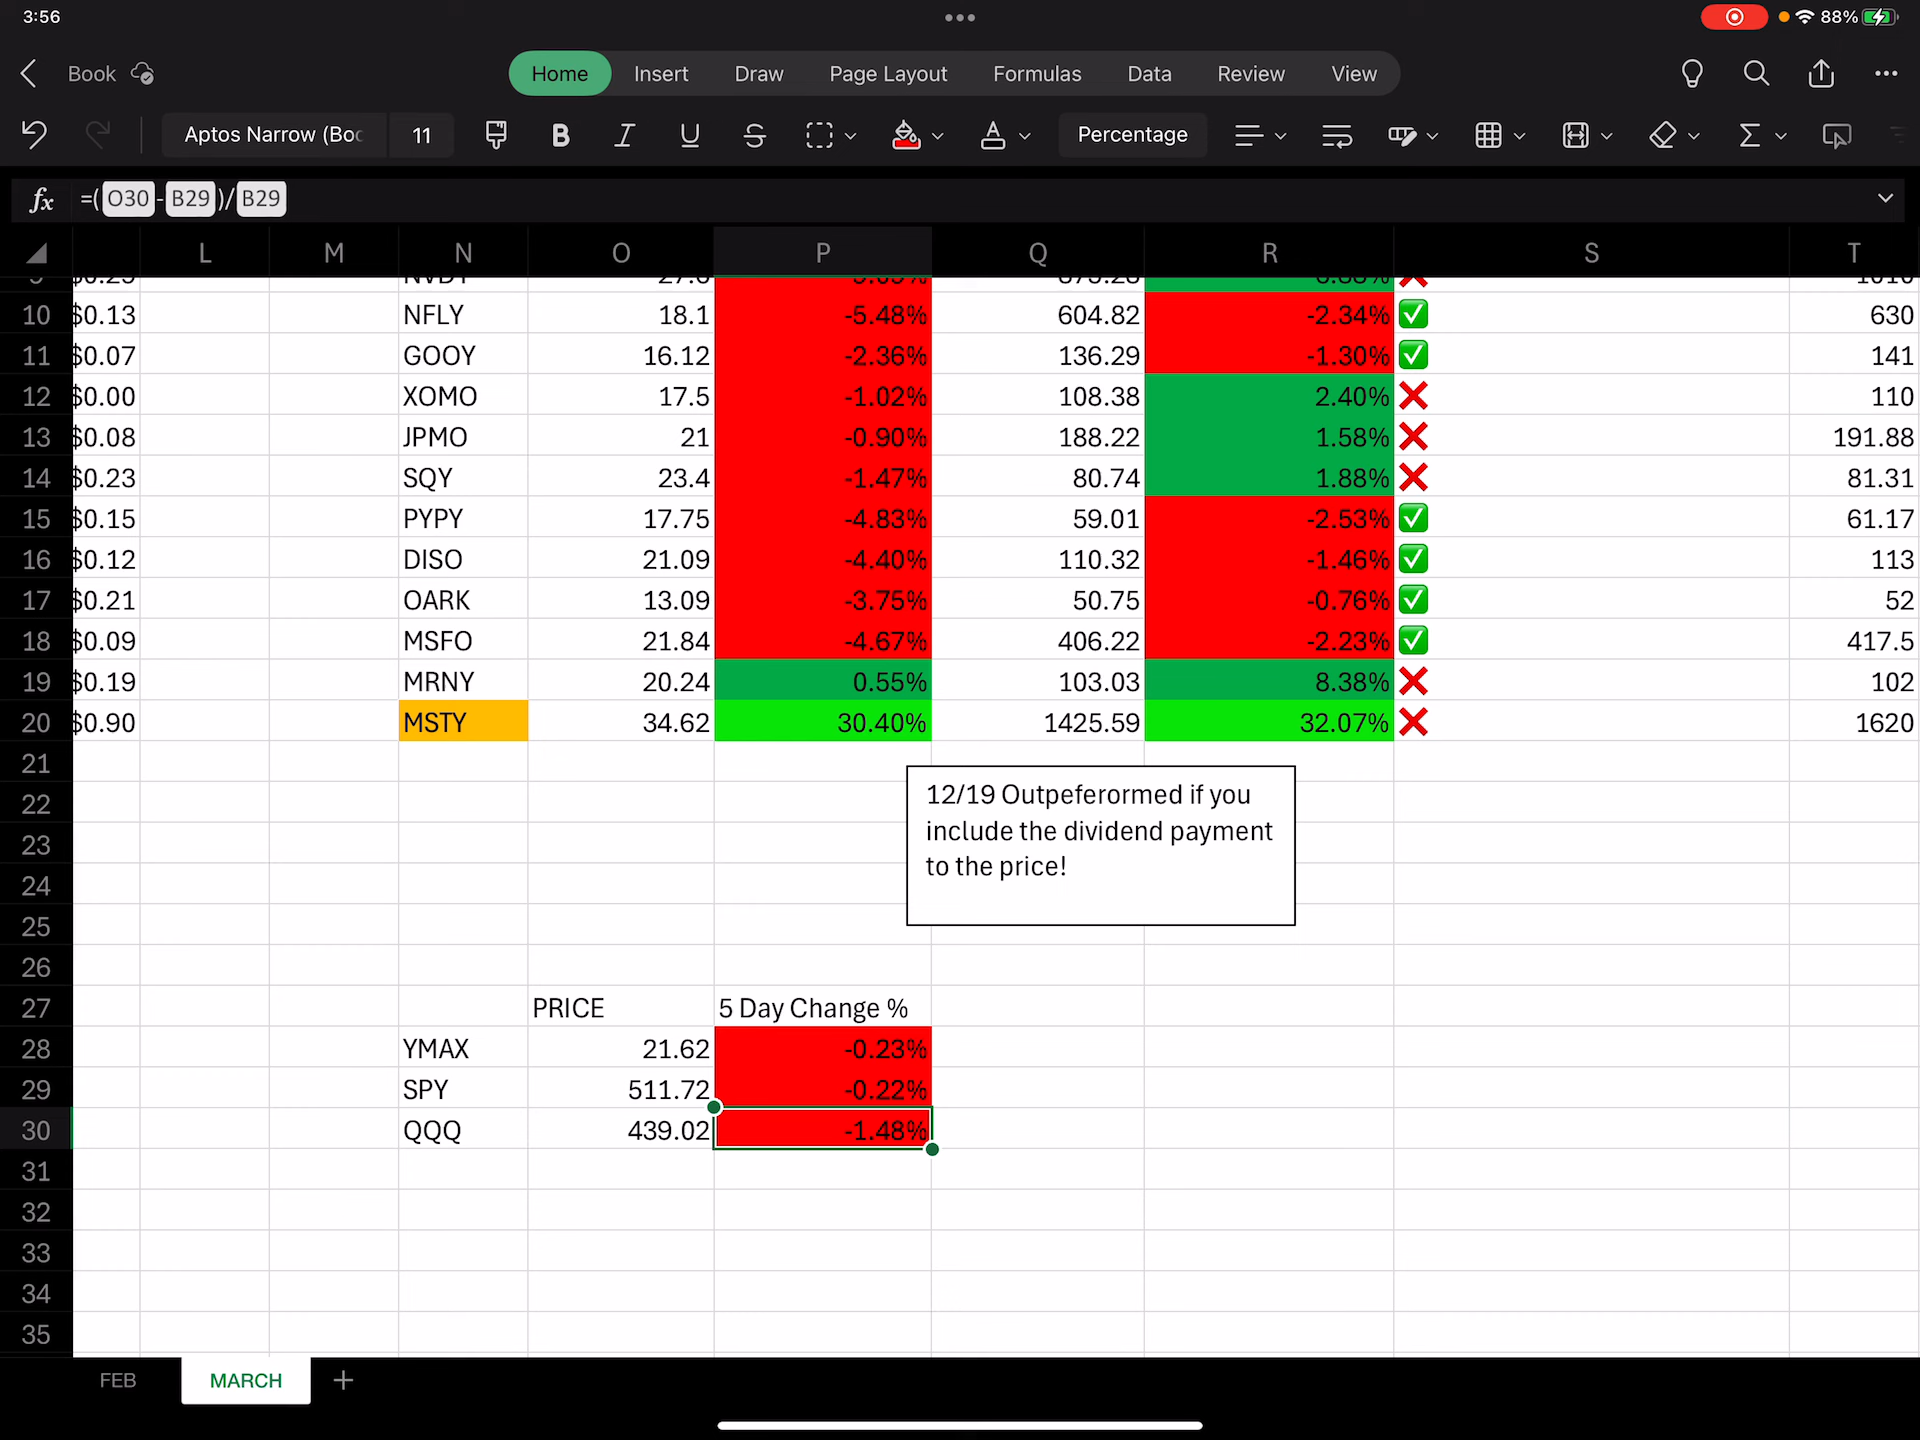 3:56
88%
Book
Home Insert Draw Page Layout Formulas Data Review View
Aptos Narrow (Boc 11 B I U S A Percentage Σ
fx =(O30-B29)/B29
L M N O P Q R S T
10 $0.13 NFLY 18.1 -5.48% 604.82 -2.34% ✅ 630
11 $0.07 GOOY 16.12 -2.36% 136.29 -1.30% ✅ 141
12 $0.00 XOMO 17.5 -1.02% 108.38 2.40% ❌ 110
13 $0.08 JPMO 21 -0.90% 188.22 1.58% ❌ 191.88
14 $0.23 SQY 23.4 -1.47% 80.74 1.88% ❌ 81.31
15 $0.15 PYPY 17.75 -4.83% 59.01 -2.53% ✅ 61.17
16 $0.12 DISO 21.09 -4.40% 110.32 -1.46% ✅ 113
17 $0.21 OARK 13.09 -3.75% 50.75 -0.76% ✅ 52
18 $0.09 MSFO 21.84 -4.67% 406.22 -2.23% ✅ 417.5
19 $0.19 MRNY 20.24 0.55% 103.03 8.38% ❌ 102
20 $0.90 MSTY 34.62 30.40% 1425.59 32.07% ❌ 1620
21
22 12/19 Outpeferormed if you
23 include the dividend payment
24 to the price!
25
26
27 PRICE 5 Day Change %
28 YMAX 21.62 -0.23%
29 SPY 511.72 -0.22%
30 QQQ 439.02 -1.48%
31
32
33
34
35
FEB MARCH +